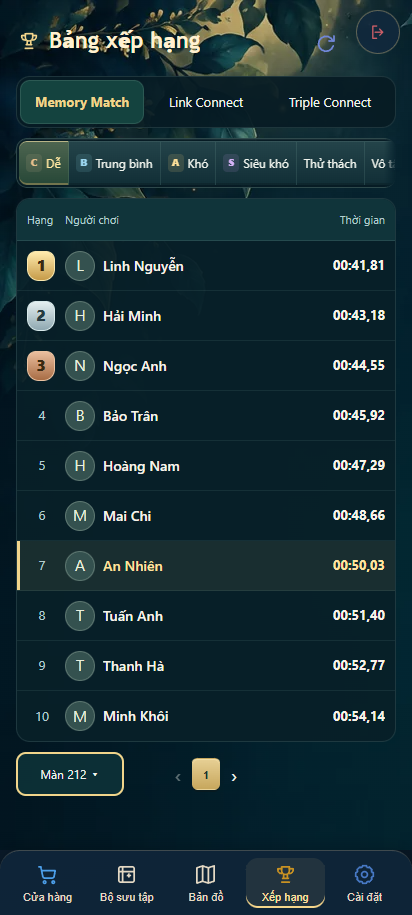 Bảng xếp hạng
Memory Match Link Connect Triple Connect
C Dễ B Trung bình A Khó S Siêu khó Thử thách Vô
Hạng Người chơi Thời gian
1 L Linh Nguyễn 00:41,81
2 H Hải Minh 00:43,18
3 N Ngọc Anh 00:44,55
4 B Bảo Trân 00:45,92
5 H Hoàng Nam 00:47,29
6 M Mai Chi 00:48,66
7 A An Nhiên 00:50,03
8 T Tuấn Anh 00:51,40
9 T Thanh Hà 00:52,77
10 M Minh Khôi 00:54,14
Màn 212 ‹ 1 ›
Cửa hàng Bộ sưu tập Bản đồ Xếp hạng Cài đặt